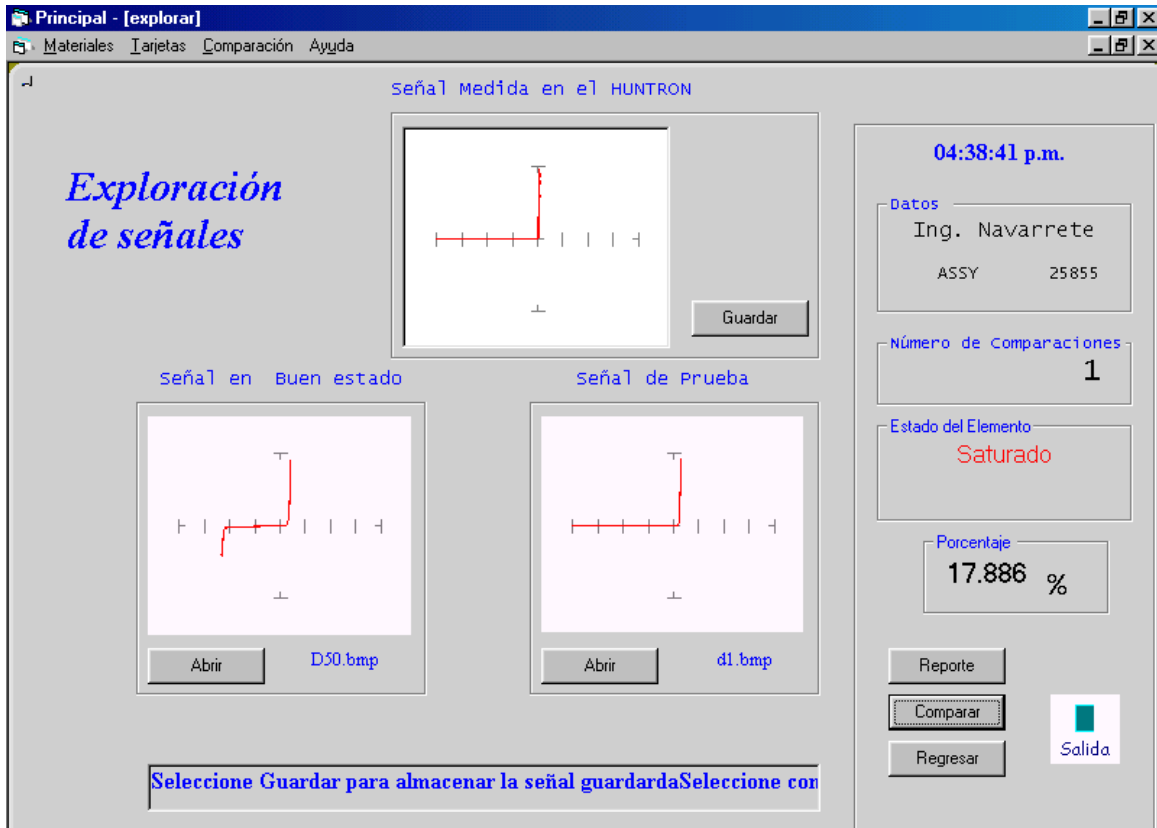 Principal - [explorar]
Materiales Tarjetas Comparación Ayuda
Señal Medida en el HUNTRON
Exploración
de señales
Guardar
Señal en Buen estado
Abrir
D50.bmp
Señal de Prueba
Abrir
d1.bmp
Seleccione Guardar para almacenar la señal guardardaSeleccione con
04:38:41 p.m.
Datos
Ing. Navarrete
ASSY 25855
Número de Comparaciones
1
Estado del Elemento
Saturado
Porcentaje
17.886 %
Reporte
Comparar
Regresar
Salida